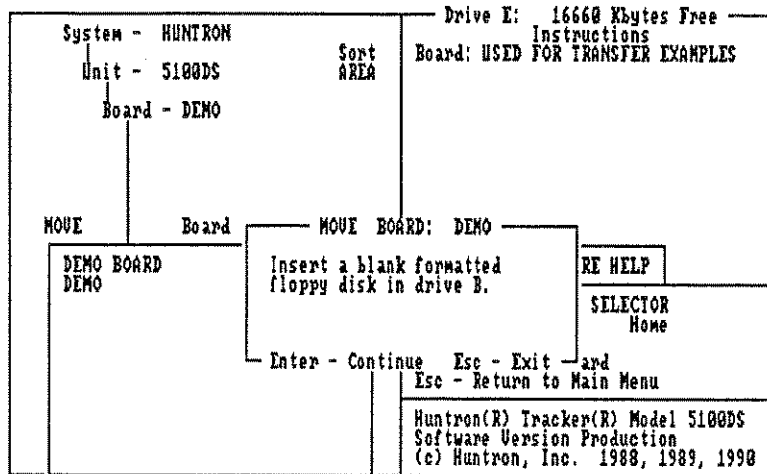 System - HUNTRON
Unit - 5100DS
Board - DEMO
Sort
AREA
Drive E: 16660 Kbytes Free
Instructions
Board: USED FOR TRANSFER EXAMPLES
MOVE Board
DEMO BOARD
DEMO
MOVE BOARD: DEMO
Insert a blank formatted
floppy disk in drive B.
Enter - Continue Esc - Exit
RE HELP
SELECTOR
Home
ard
Esc - Return to Main Menu
Huntron(R) Tracker(R) Model 5100DS
Software Version Production
(c) Huntron, Inc. 1988, 1989, 1990